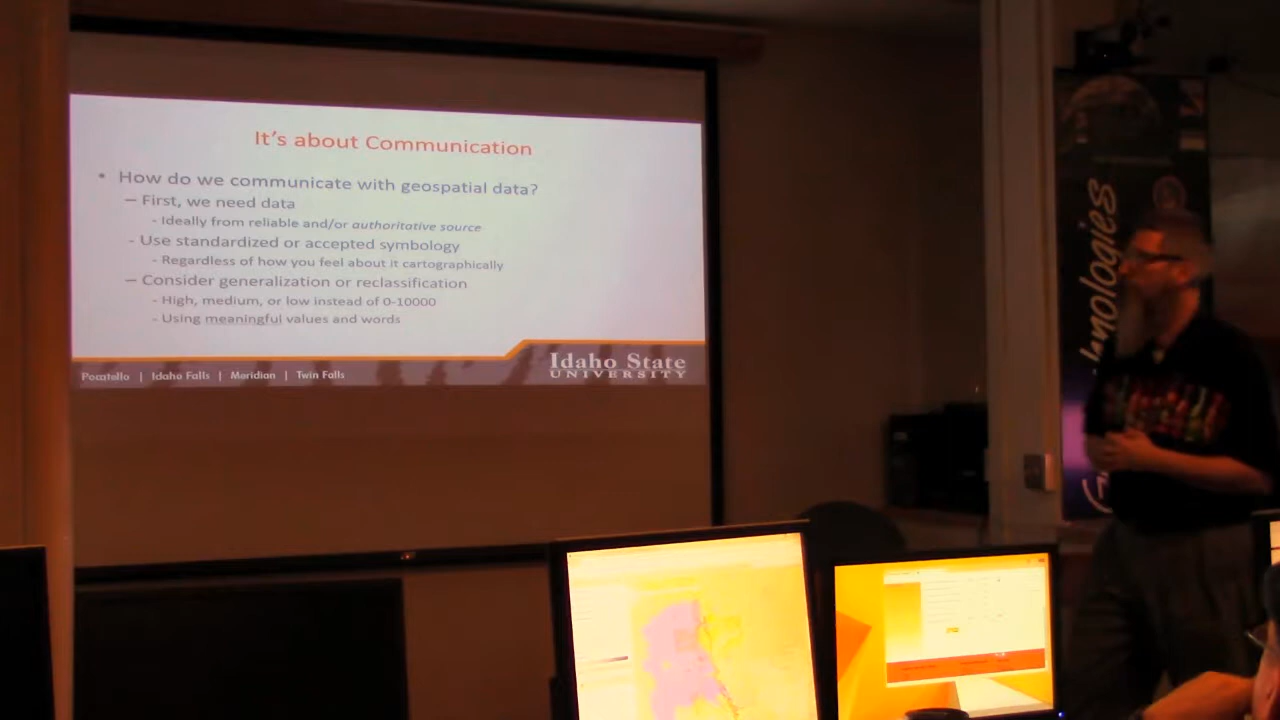 It's about Communication
• How do we communicate with geospatial data?
– First, we need data
- Ideally from reliable and/or authoritative source
- Use standardized or accepted symbology
- Regardless of how you feel about it cartographically
– Consider generalization or reclassification
- High, medium, or low instead of 0-10000
- Using meaningful values and words
Pocatello | Idaho Falls | Meridian | Twin Falls
Idaho State
UNIVERSITY